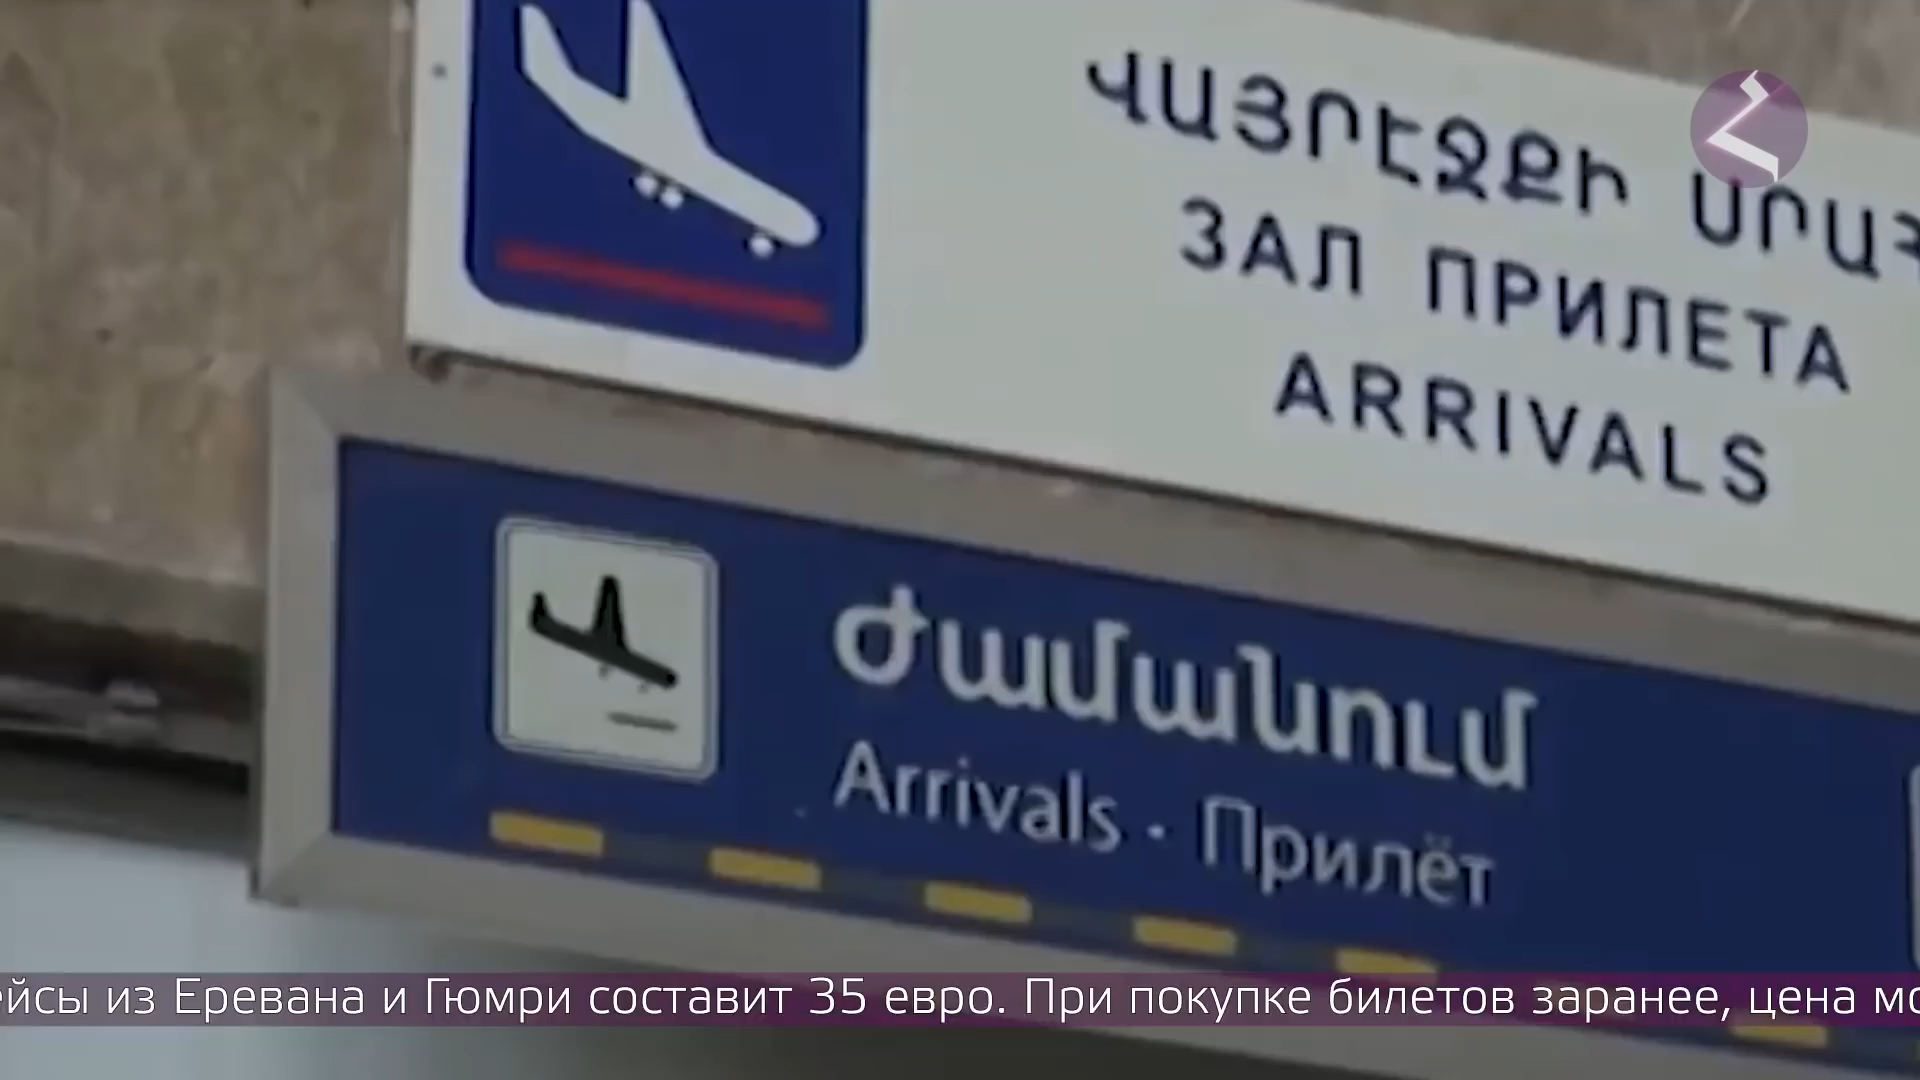 ՎԱՅՐԷՋՔԻ ՍՐԱՀ
ЗАЛ ПРИЛЕТА
ARRIVALS
Ժամանում
Arrivals · Прилёт
ейсы из Еревана и Гюмри составит 35 евро. При покупке билетов заранее, цена мо